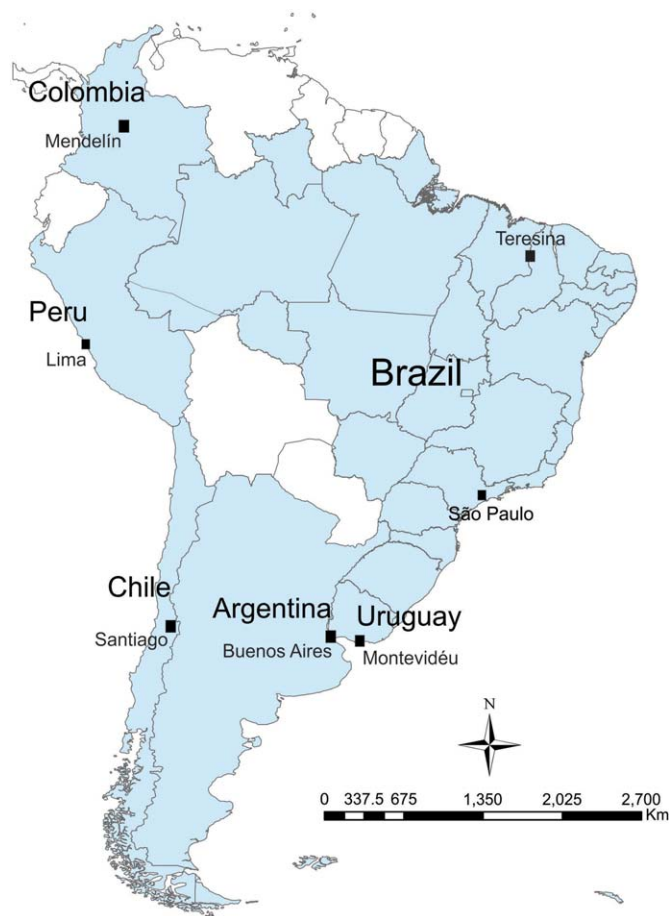 Colombia
Mendelín
Teresina
Peru
Lima
Brazil
São Paulo
Chile
Santiago
Argentina
Buenos Aires
Uruguay
Montevidéu
N
0 337.5 675 1,350 2,025 2,700
Km